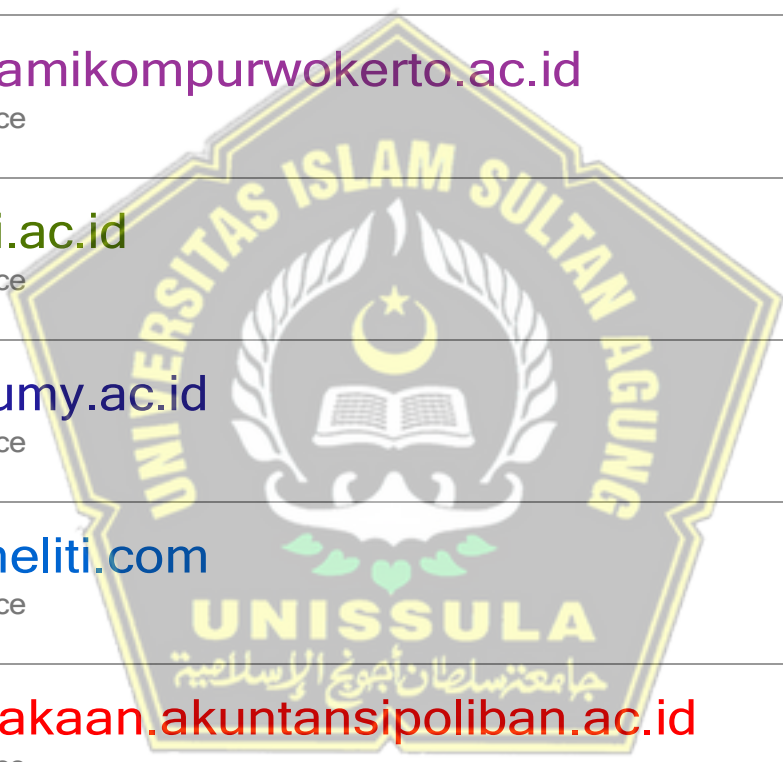 amikompurwokerto.ac.id
ce
i.ac.id
ce
umy.ac.id
ce
neliti.com
ce
akaan.akuntansipoliban.ac.id
UNIVERSITAS ISLAM SULTAN AGUNG
UNISSULA
جامعة سلطان أجونج الإسلامية